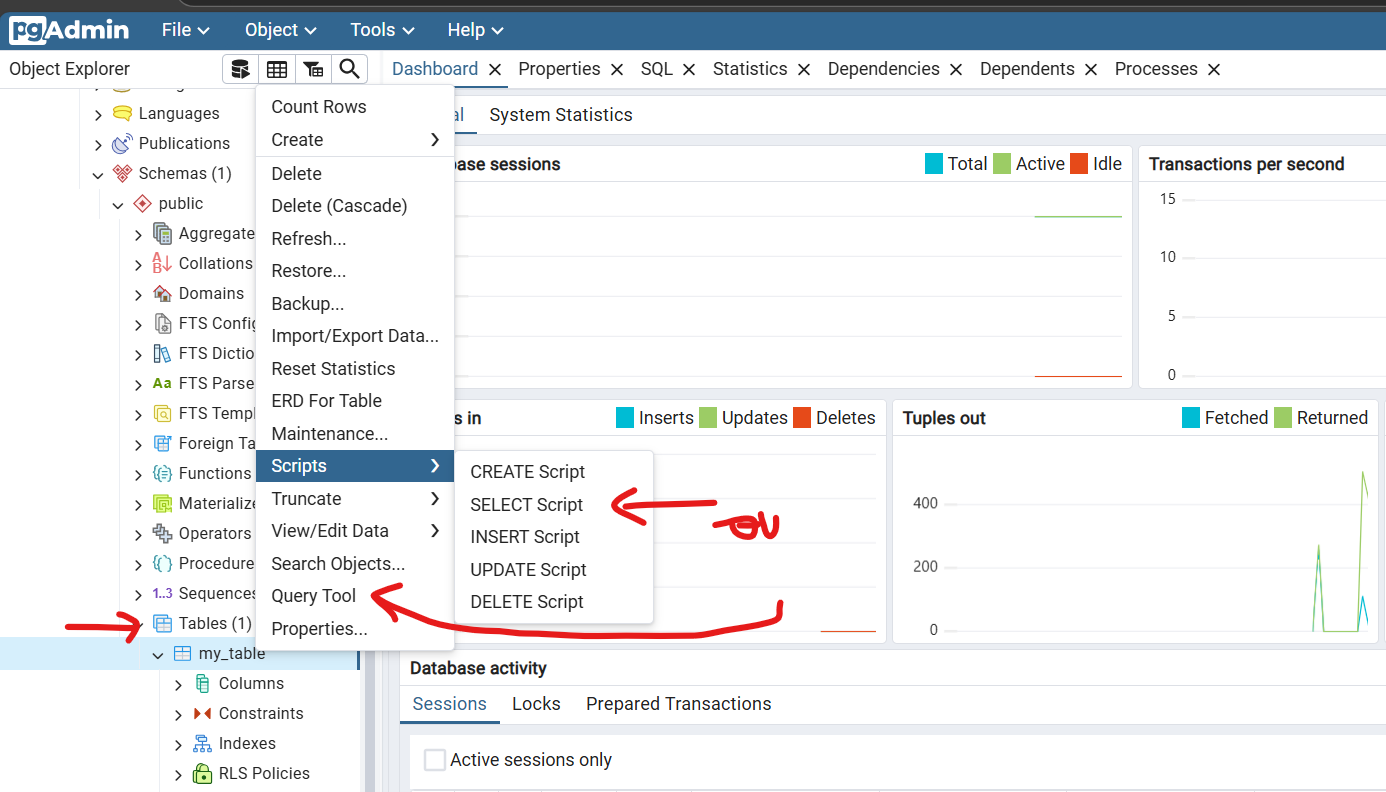 pgAdmin File Object Tools Help
Object Explorer Dashboard Properties SQL Statistics Dependencies Dependents Processes
System Statistics
Languages
Publications
Schemas (1)
public
Aggregate
Collations
Domains
FTS Config
FTS Dictio
FTS Parse
FTS Templ
Foreign Ta
Functions
Materialize
Operators
Procedure
Sequences
1..3
Tables (1)
my_table
Columns
Constraints
Indexes
RLS Policies
Count Rows
Create
Delete
Delete (Cascade)
Refresh...
Restore...
Backup...
Import/Export Data...
Reset Statistics
ERD For Table
Maintenance...
Scripts
Truncate
View/Edit Data
Search Objects...
Query Tool
Properties...
CREATE Script
SELECT Script
INSERT Script
UPDATE Script
DELETE Script
base sessions Total Active Idle
Transactions per second
15
10
5
0
s in Inserts Updates Deletes
Tuples out Fetched Returned
400
200
0
Database activity
Sessions Locks Prepared Transactions
Active sessions only